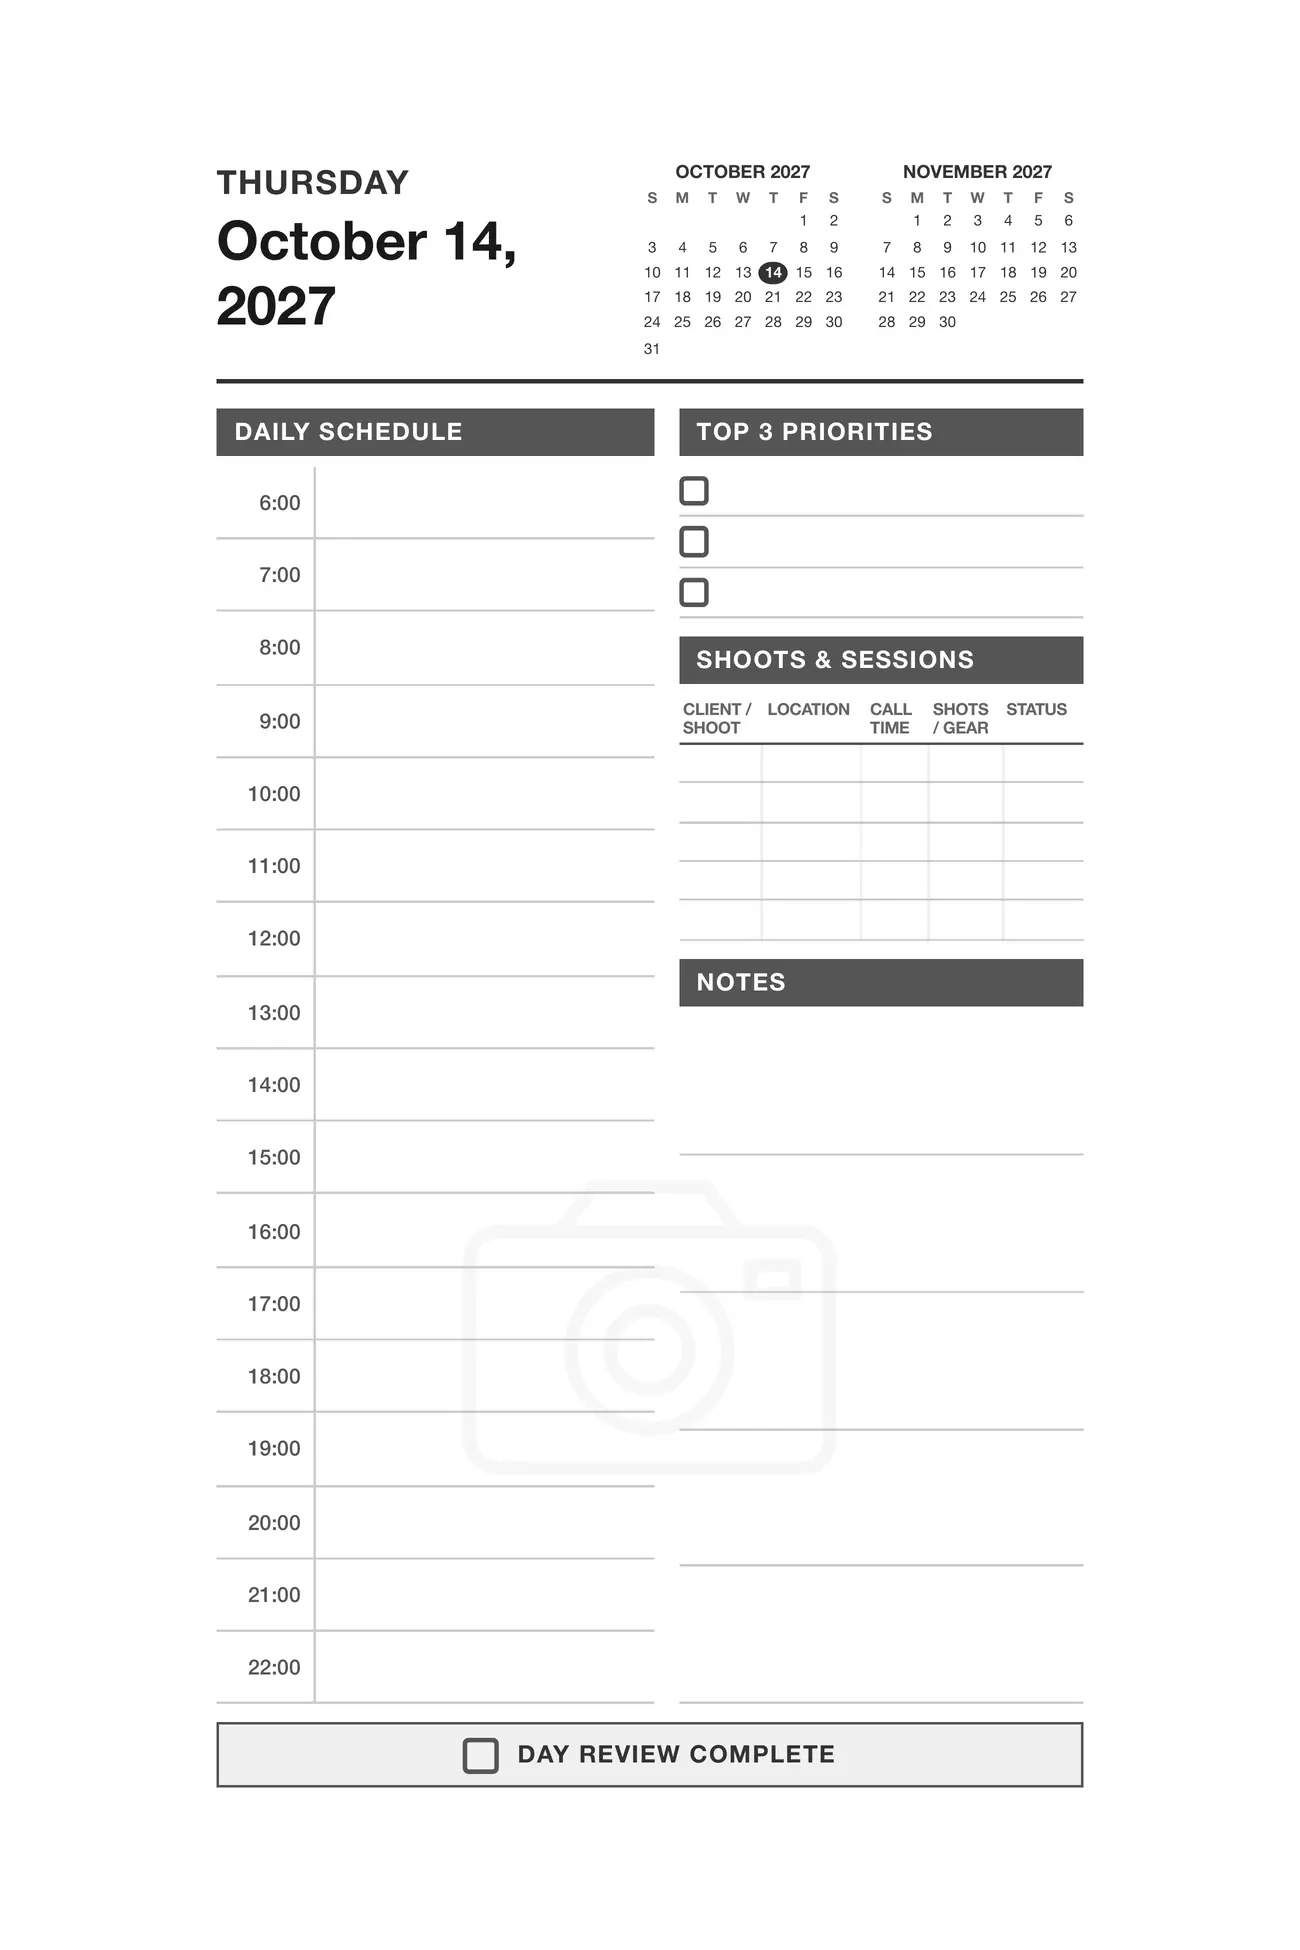 THURSDAY
October 14,
2027
OCTOBER 2027
S M T W T F S
1 2
3 4 5 6 7 8 9
10 11 12 13 14 15 16
17 18 19 20 21 22 23
24 25 26 27 28 29 30
31
NOVEMBER 2027
S M T W T F S
1 2 3 4 5 6
7 8 9 10 11 12 13
14 15 16 17 18 19 20
21 22 23 24 25 26 27
28 29 30
DAILY SCHEDULE
6:00
7:00
8:00
9:00
10:00
11:00
12:00
13:00
14:00
15:00
16:00
17:00
18:00
19:00
20:00
21:00
22:00
TOP 3 PRIORITIES
SHOOTS & SESSIONS
CLIENT / LOCATION CALL SHOTS STATUS
SHOOT TIME / GEAR
NOTES
DAY REVIEW COMPLETE